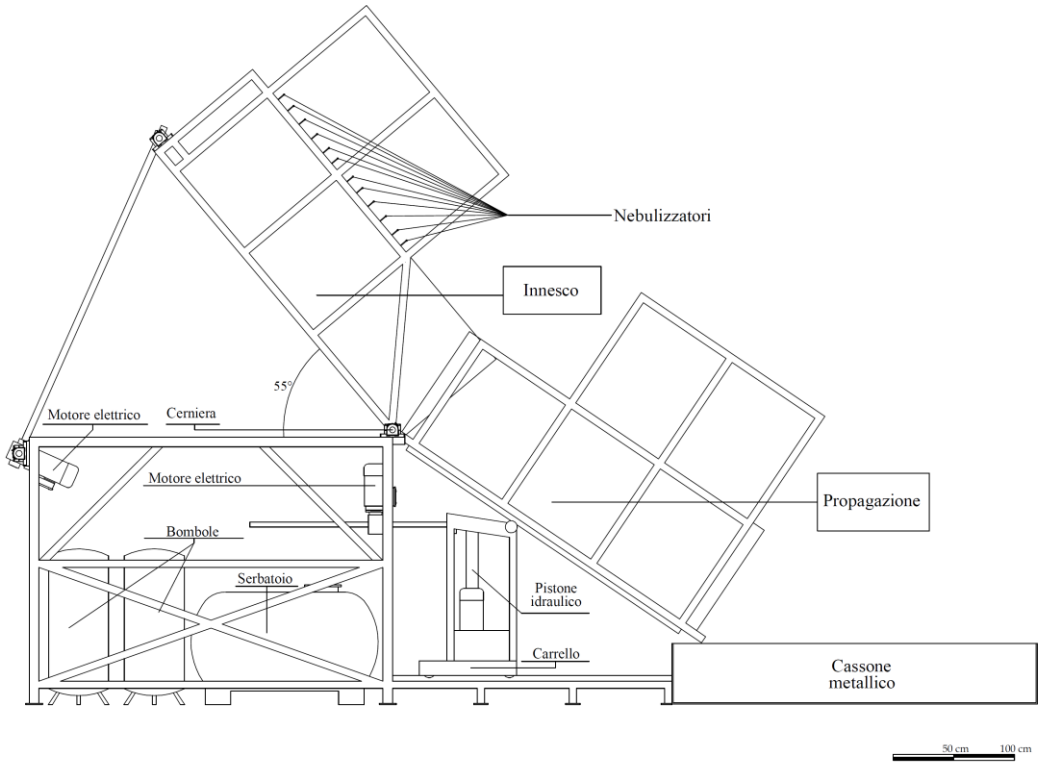 Nebulizzatori
Innesco
55°
Motore elettrico
Cerniera
Motore elettrico
Propagazione
Bombole
Serbatoio
Pistone
idraulico
Carrello
Cassone
metallico
50 cm
100 cm